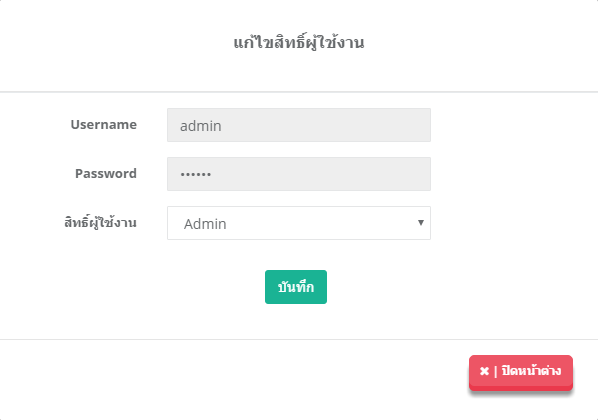 แก้ไขสิทธิ์ผู้ใช้งาน
Username admin
Password ••••••
สิทธิ์ผู้ใช้งาน Admin ▾
บันทึก
✖ | ปิดหน้าต่าง